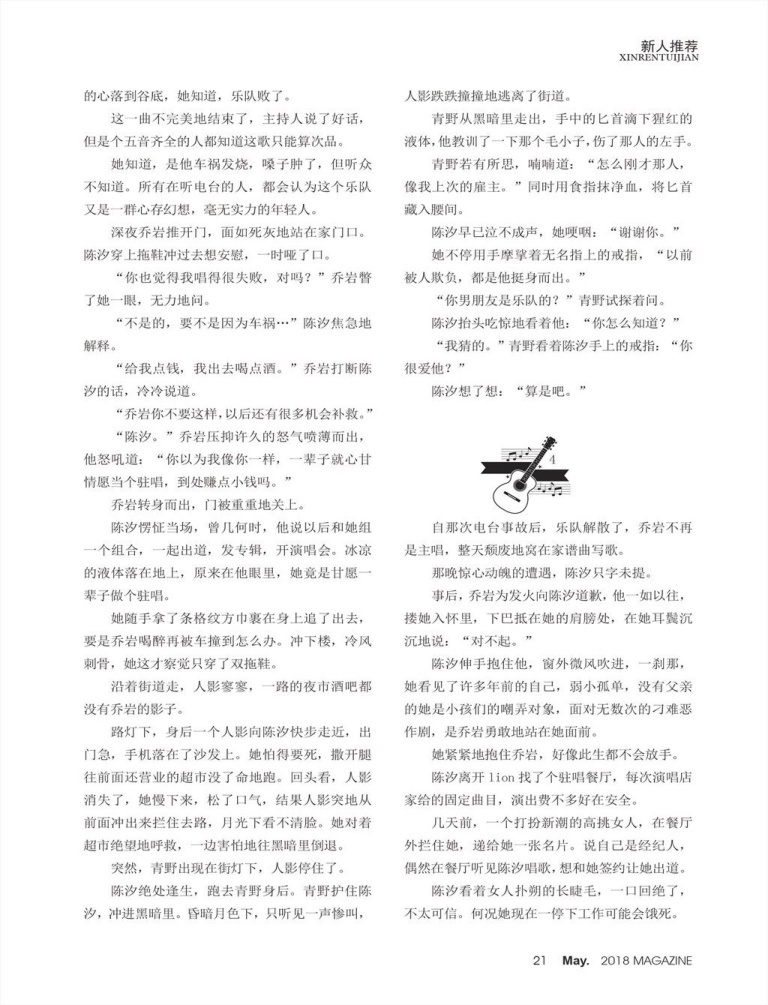 新人推荐
XINRENTUIJIAN
的心落到谷底，她知道，乐队败了。
这一曲不完美地结束了，主持人说了好话，
但是个五音齐全的人都知道这歌只能算次品。
她知道，是他车祸发烧，嗓子肿了，但听众
不知道。所有在听电台的人，都会认为这个乐队
又是一群心存幻想，毫无实力的年轻人。
深夜乔岩推开门，面如死灰地站在家门口。
陈汐穿上拖鞋冲过去想安慰，一时哑了口。
“你也觉得我唱得很失败，对吗？”乔岩瞥
了她一眼，无力地问。
“不是的，要不是因为车祸…”陈汐焦急地
解释。
“给我点钱，我出去喝点酒。”乔岩打断陈
汐的话，冷冷说道。
“乔岩你不要这样，以后还有很多机会补救。”
“陈汐。”乔岩压抑许久的怒气喷薄而出，
他怒吼道：“你以为我像你一样，一辈子就心甘
情愿当个驻唱，到处赚点小钱吗。”
乔岩转身而出，门被重重地关上。
陈汐愣怔当场，曾几何时，他说以后和她组
一个组合，一起出道，发专辑，开演唱会。冰凉
的液体落在地上，原来在他眼里，她竟是甘愿一
辈子做个驻唱。
她随手拿了条格纹方巾裹在身上追了出去，
要是乔岩喝醉再被车撞到怎么办。冲下楼，冷风
刺骨，她这才察觉只穿了双拖鞋。
沿着街道走，人影寥寥，一路的夜市酒吧都
没有乔岩的影子。
路灯下，身后一个人影向陈汐快步走近，出
门急，手机落在了沙发上。她怕得要死，撒开腿
往前面还营业的超市没了命地跑。回头看，人影
消失了，她慢下来，松了口气，结果人影突地从
前面冲出来拦住去路，月光下看不清脸。她对着
超市绝望地呼救，一边害怕地往黑暗里倒退。
突然，青野出现在街灯下，人影停住了。
陈汐绝处逢生，跑去青野身后。青野护住陈
汐，冲进黑暗里。昏暗月色下，只听见一声惨叫，
人影跌跌撞撞地逃离了街道。
青野从黑暗里走出，手中的匕首滴下猩红的
液体，他教训了一下那个毛小子，伤了那人的左手。
青野若有所思，喃喃道：“怎么刚才那人，
像我上次的雇主。”同时用食指抹净血，将匕首
藏入腰间。
陈汐早已泣不成声，她哽咽：“谢谢你。”
她不停用手摩挲着无名指上的戒指，“以前
被人欺负，都是他挺身而出。”
“你男朋友是乐队的？”青野试探着问。
陈汐抬头吃惊地看着他：“你怎么知道？”
“我猜的。”青野看着陈汐手上的戒指：“你
很爱他？”
陈汐想了想：“算是吧。”
4
自那次电台事故后，乐队解散了，乔岩不再
是主唱，整天颓废地窝在家谱曲写歌。
那晚惊心动魄的遭遇，陈汐只字未提。
事后，乔岩为发火向陈汐道歉，他一如以往，
搂她入怀里，下巴抵在她的肩膀处，在她耳鬓沉
沉地说：“对不起。”
陈汐伸手抱住他，窗外微风吹进，一刹那，
她看见了许多年前的自己，弱小孤单，没有父亲
的她是小孩们的嘲弄对象，面对无数次的刁难恶
作剧，是乔岩勇敢地站在她面前。
她紧紧地抱住乔岩，好像此生都不会放手。
陈汐离开 lion 找了个驻唱餐厅，每次演唱店
家给的固定曲目，演出费不多好在安全。
几天前，一个打扮新潮的高挑女人，在餐厅
外拦住她，递给她一张名片。说自己是经纪人，
偶然在餐厅听见陈汐唱歌，想和她签约让她出道。
陈汐看着女人扑朔的长睫毛，一口回绝了，
不太可信。何况她现在一停下工作可能会饿死。
21 May. 2018 MAGAZINE